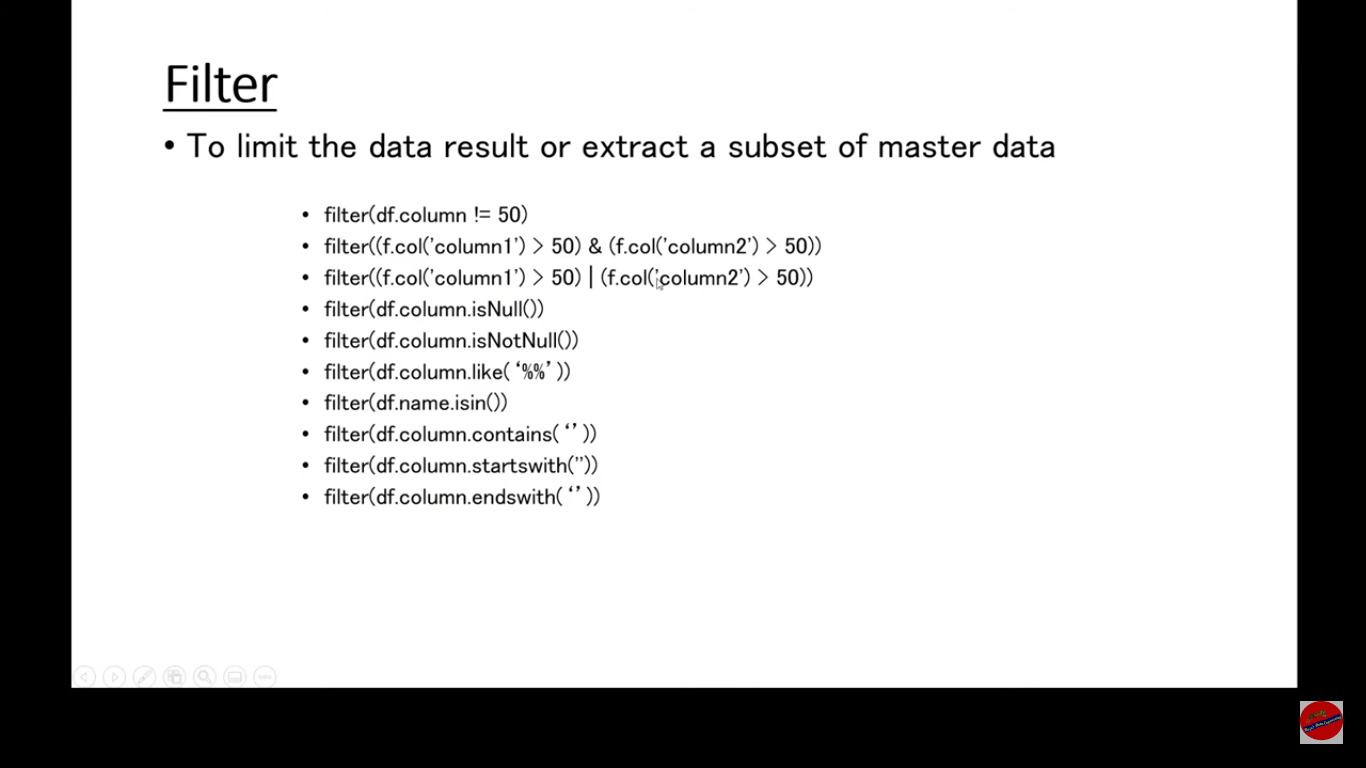 Filter
• To limit the data result or extract a subset of master data
• filter(df.column != 50)
• filter((f.col('column1') > 50) & (f.col('column2') > 50))
• filter((f.col('column1') > 50) | (f.col('column2') > 50))
• filter(df.column.isNull())
• filter(df.column.isNotNull())
• filter(df.column.like( ‘%%’ ))
• filter(df.name.isin())
• filter(df.column.contains( ‘’ ))
• filter(df.column.startswith(''))
• filter(df.column.endswith( ‘’ ))